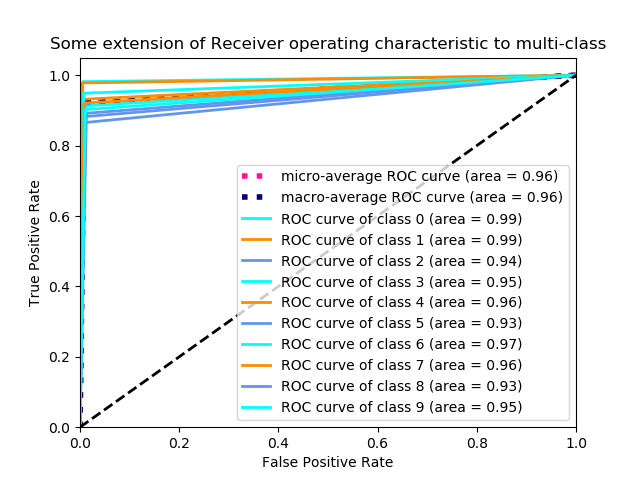 Some extension of Receiver operating characteristic to multi-class
1.0
0.8
0.6
0.4
0.2
0.0
True Positive Rate
micro-average ROC curve (area = 0.96)
macro-average ROC curve (area = 0.96)
ROC curve of class 0 (area = 0.99)
ROC curve of class 1 (area = 0.99)
ROC curve of class 2 (area = 0.94)
ROC curve of class 3 (area = 0.95)
ROC curve of class 4 (area = 0.96)
ROC curve of class 5 (area = 0.93)
ROC curve of class 6 (area = 0.97)
ROC curve of class 7 (area = 0.96)
ROC curve of class 8 (area = 0.93)
ROC curve of class 9 (area = 0.95)
0.0 0.2 0.4 0.6 0.8 1.0
False Positive Rate